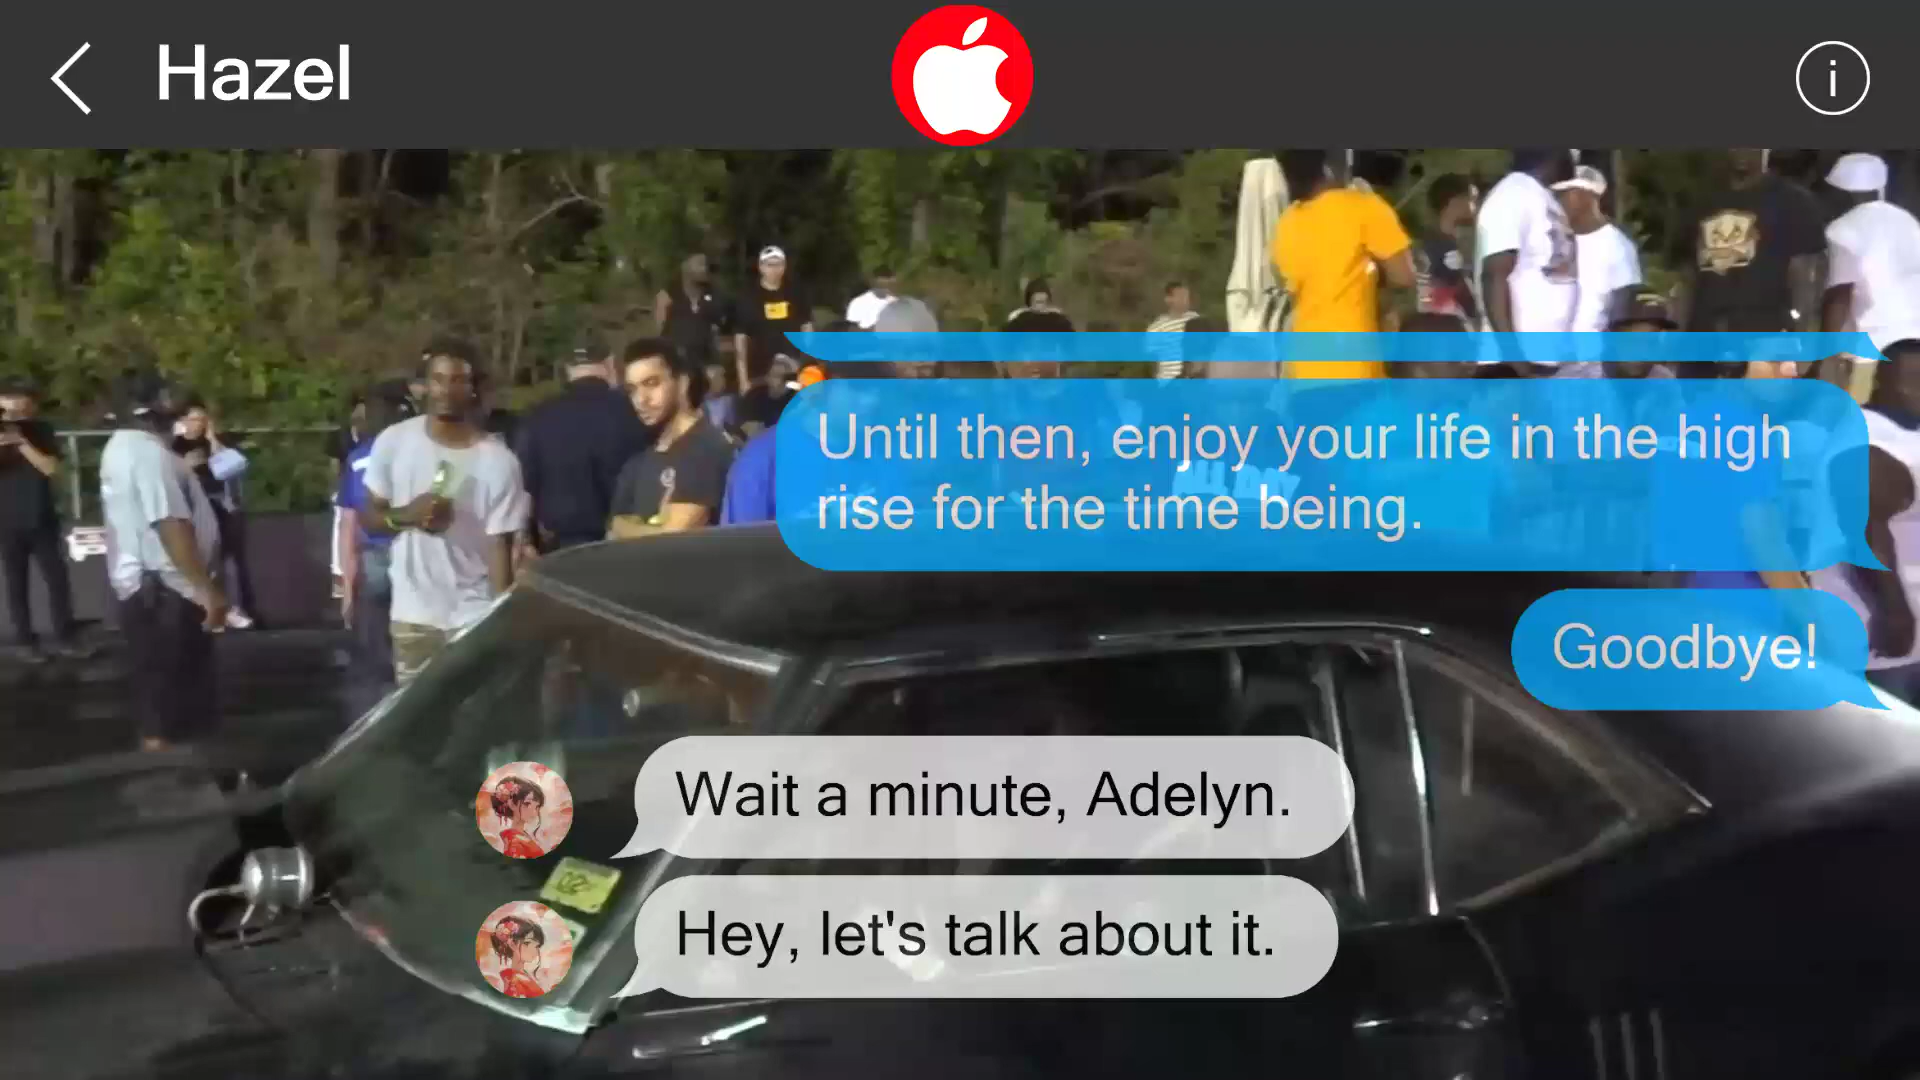 Hazel
Until then, enjoy your life in the high
rise for the time being.
Goodbye!
Wait a minute, Adelyn.
Hey, let's talk about it.